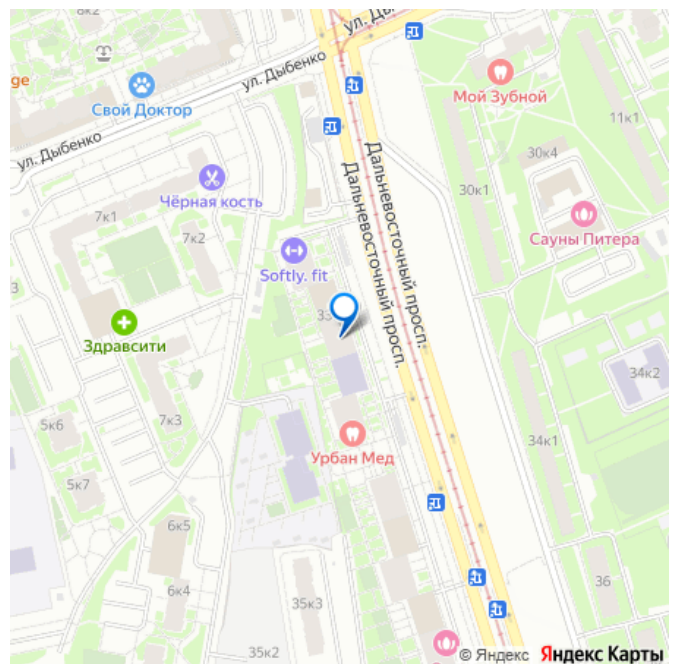 8к2
ул. Дыбенко
ge
Свой Доктор
ул. Дыбенко
Мой Зубной
11к1
ул. Дыбенко
30к4
30к1
Чёрная кость
7к1
7к2
Сауны Питера
Softly. fit
Дальневосточный просп.
Дальневосточный просп.
3
33
Здравсити
34к2
5к6
7к3
34к1
Урбан Мед
5к7
6к5
6к4
36
35к3
35к2
© Яндекс Яндекс Карты